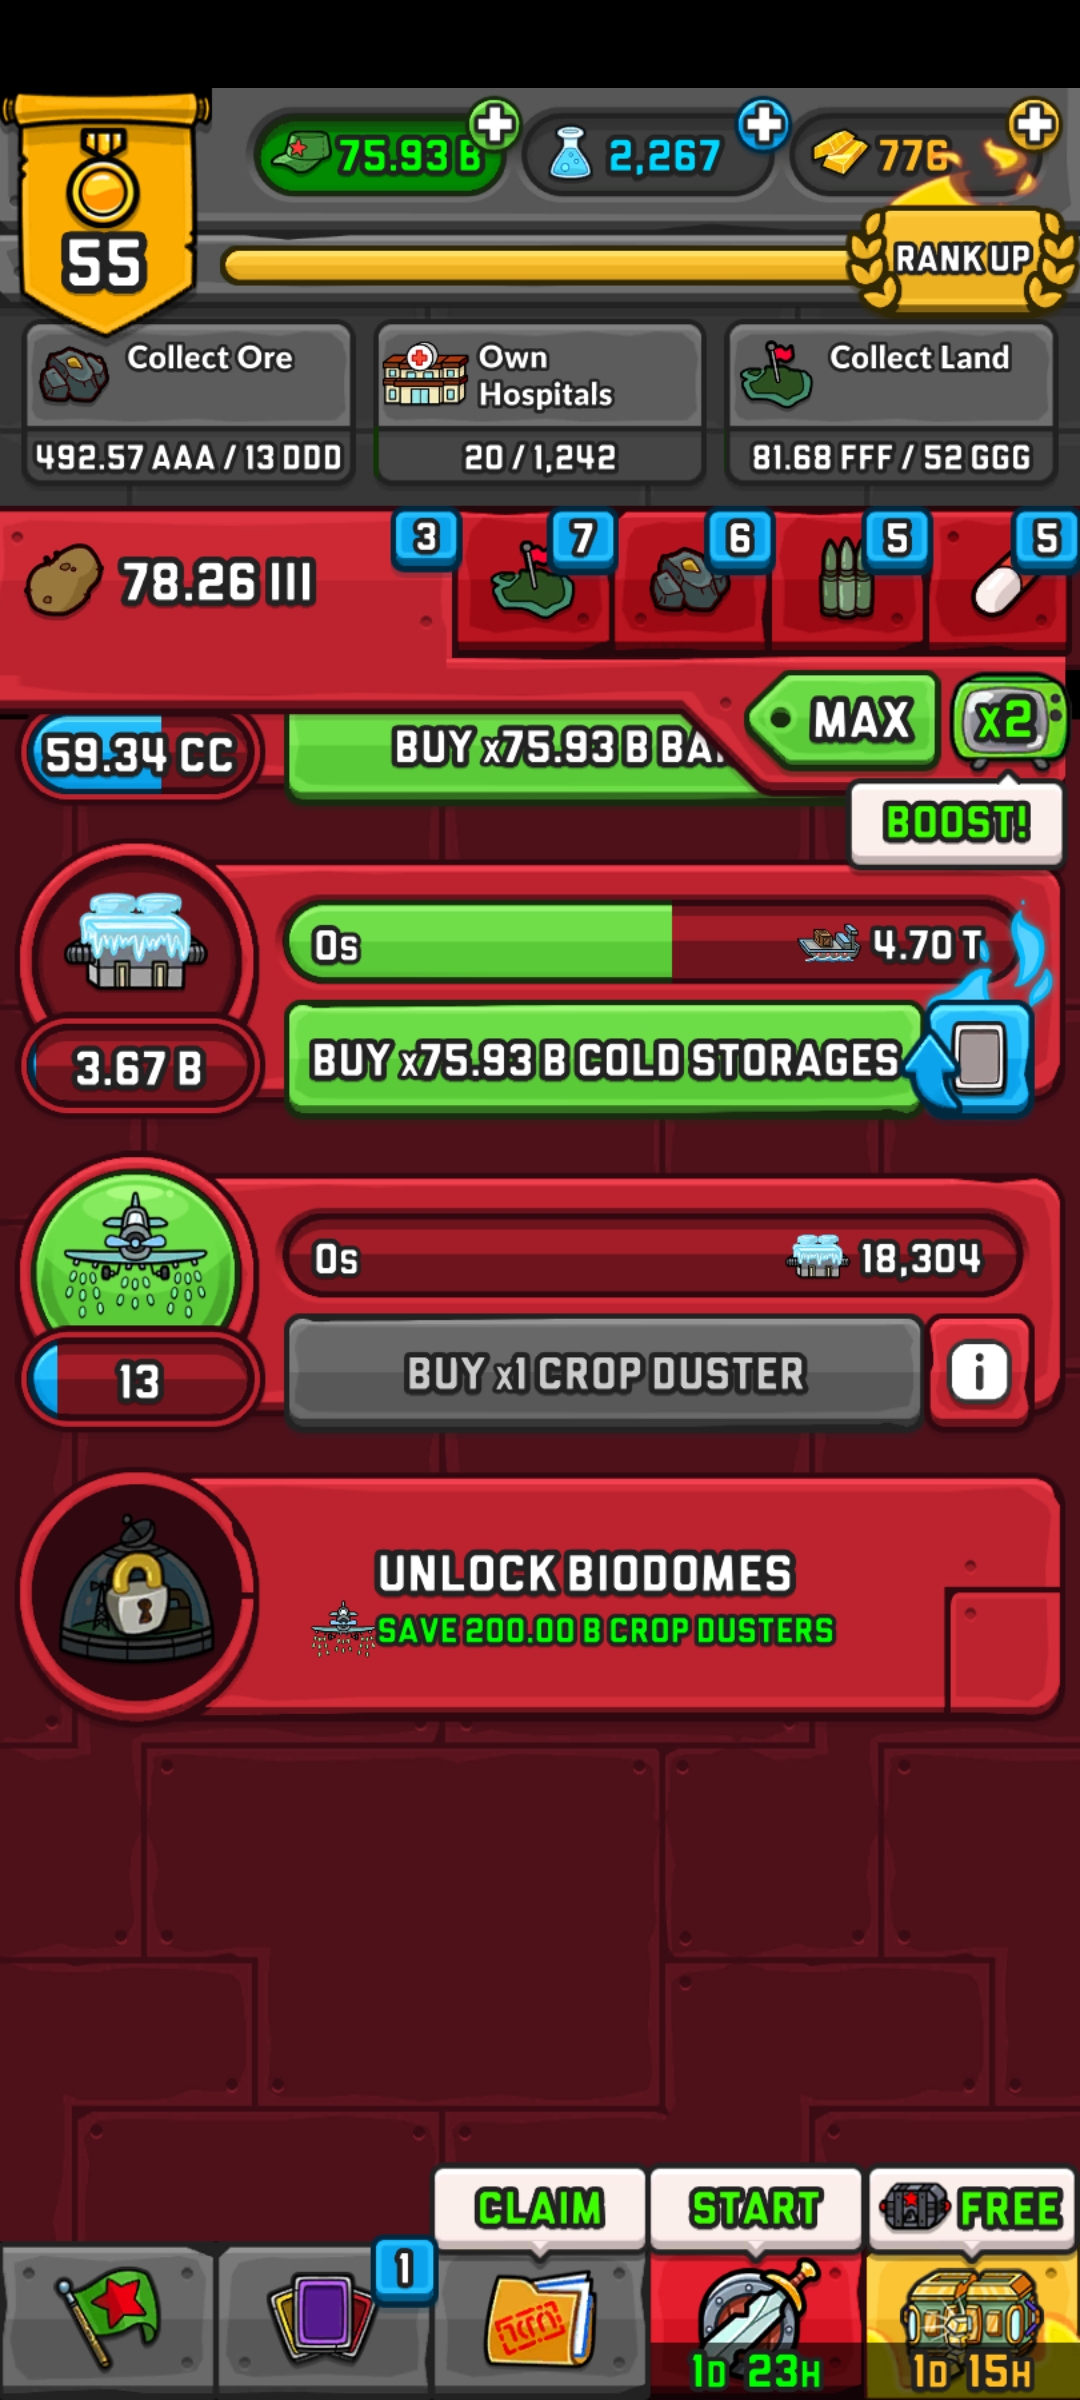 55
75.93 B
2,267
776
RANK UP
Collect Ore
492.57 AAA / 13 DDD
Own
Hospitals
20 / 1,242
Collect Land
81.68 FFF / 52 GGG
78.26 III
3
7
6
5
5
MAX
x2
BOOST!
59.34 CC
BUY x75.93 B
0s
4.70 T
3.67 B
BUY x75.93 B COLD STORAGES
0s
18,304
13
BUY x1 CROP DUSTER
i
UNLOCK BIODOMES
SAVE 200.00 B CROP DUSTERS
CLAIM
START
FREE
1
1D 23H
1D 15H